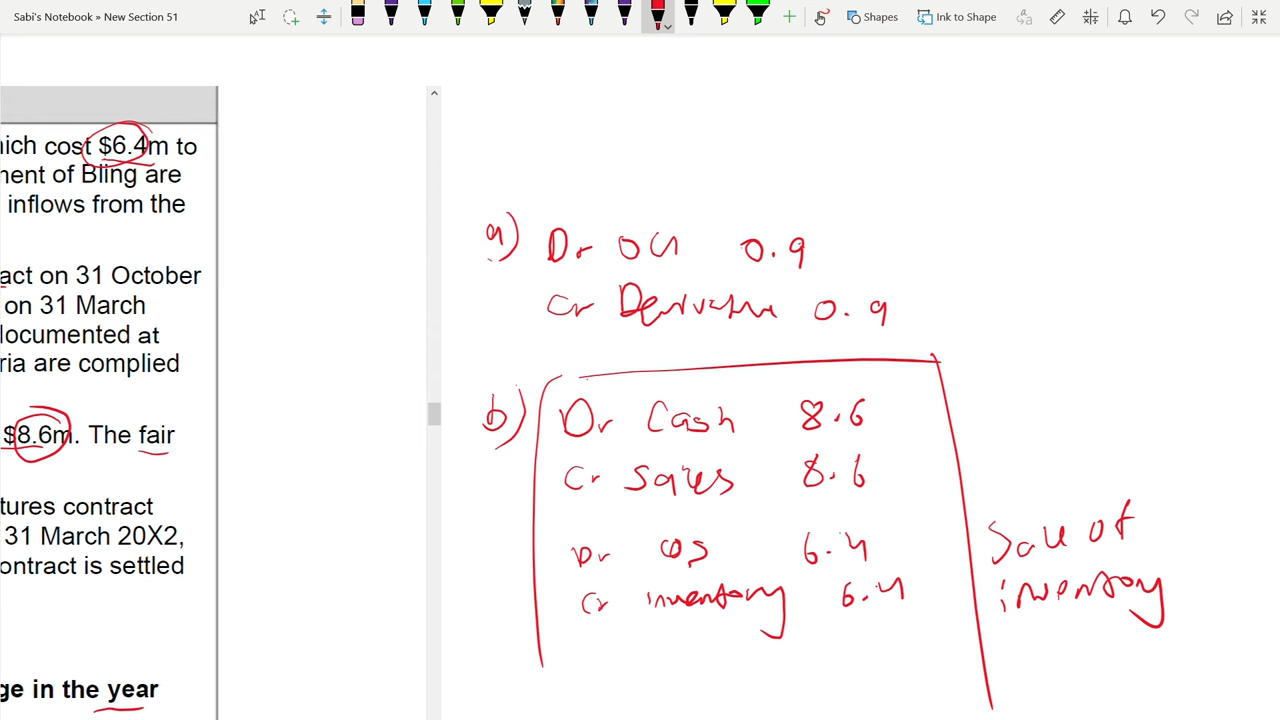 Sabi's Notebook » New Section 51
Shapes
Ink to Shape
hich cost $6.4m to
nent of Bling are
inflows from the
act on 31 October
on 31 March
locumented at
ria are complied
$8.6m. The fair
tures contract
31 March 20X2,
ontract is settled
ge in the year
a) Dr OCI 0.9
Cr Derivative 0.9
b) Dr Cash 8.6
Cr Sales 8.6
Dr COS 6.4
Cr inventory 6.4
Sale of
inventory